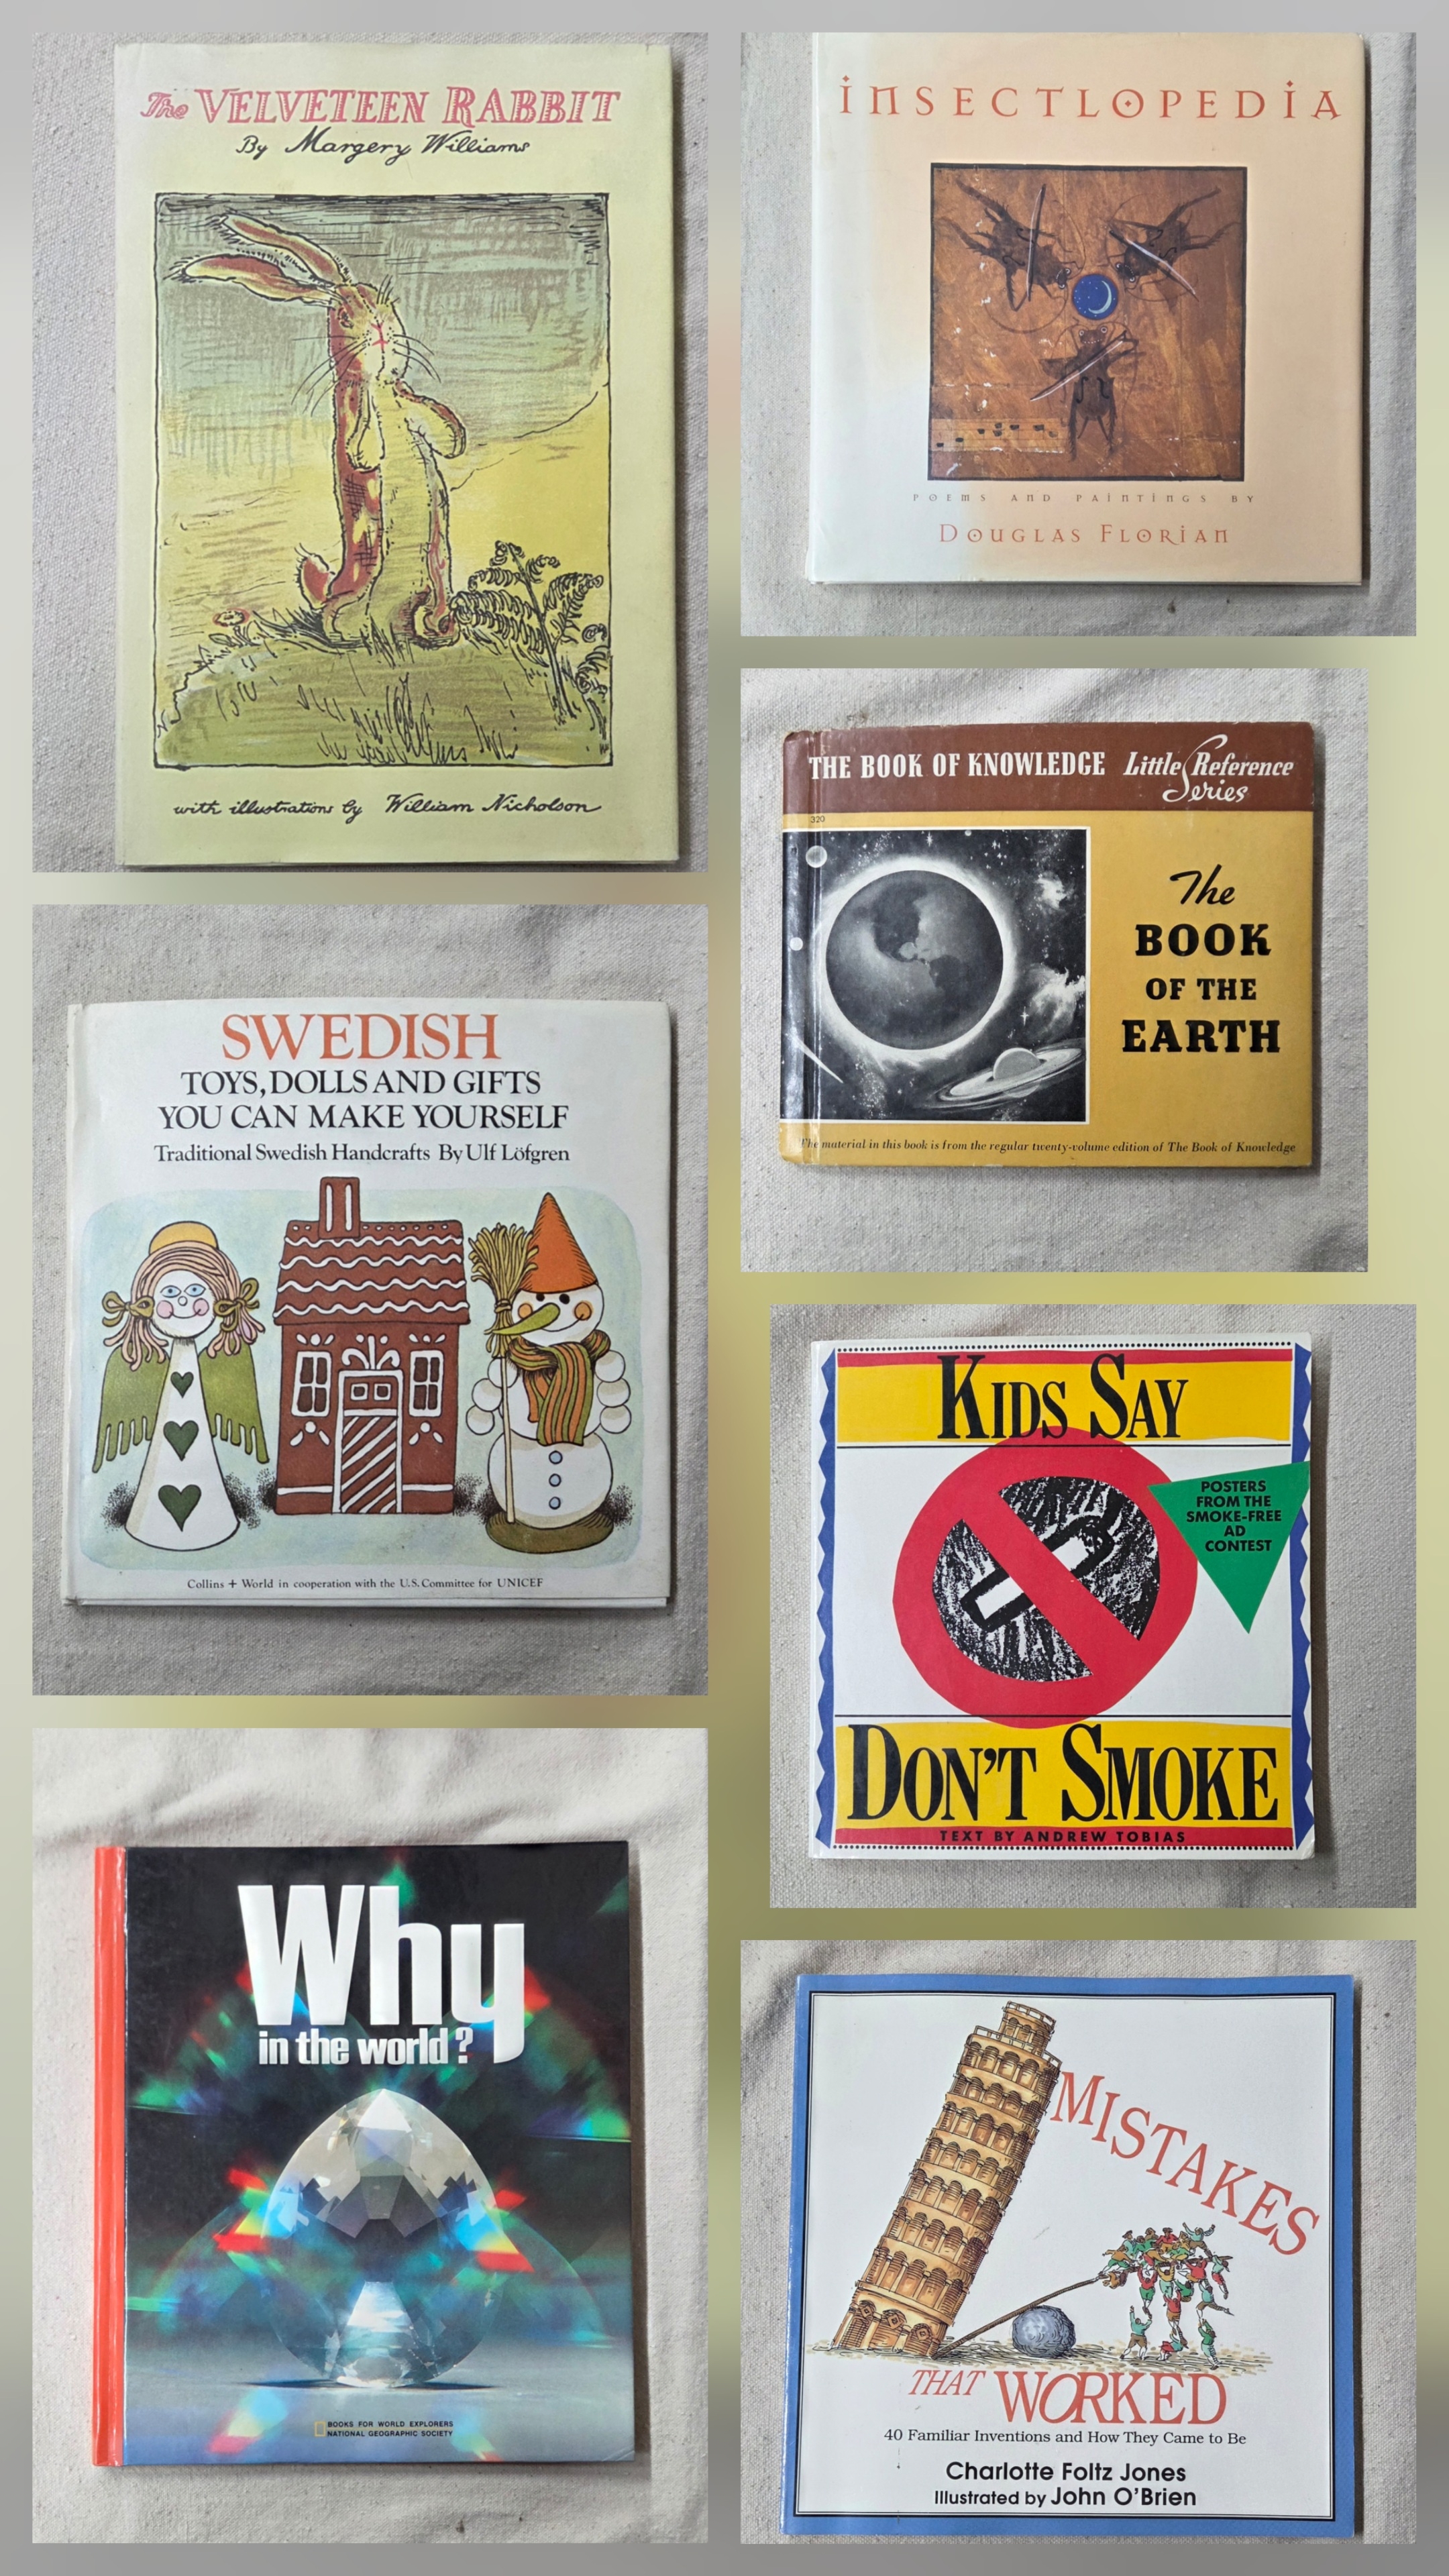 The VELVETEEN RABBIT
By Margery Williams
with illustrations by William Nicholson
INSECTLOPEDIA
POEMS AND PAINTINGS BY
DOUGLAS FLORIAN
THE BOOK OF KNOWLEDGE Little Reference Series
320
The
BOOK
OF THE
EARTH
The material in this book is from the regular twenty-volume edition of The Book of Knowledge
SWEDISH
TOYS, DOLLS AND GIFTS
YOU CAN MAKE YOURSELF
Traditional Swedish Handcrafts By Ulf Löfgren
Collins + World in cooperation with the U.S. Committee for UNICEF
KIDS SAY
POSTERS
FROM THE
SMOKE-FREE
AD
CONTEST
DON'T SMOKE
TEXT BY ANDREW TOBIAS
Why
in the world?
BOOKS FOR WORLD EXPLORERS
NATIONAL GEOGRAPHIC SOCIETY
MISTAKES
THAT WORKED
40 Familiar Inventions and How They Came to Be
Charlotte Foltz Jones
Illustrated by John O'Brien